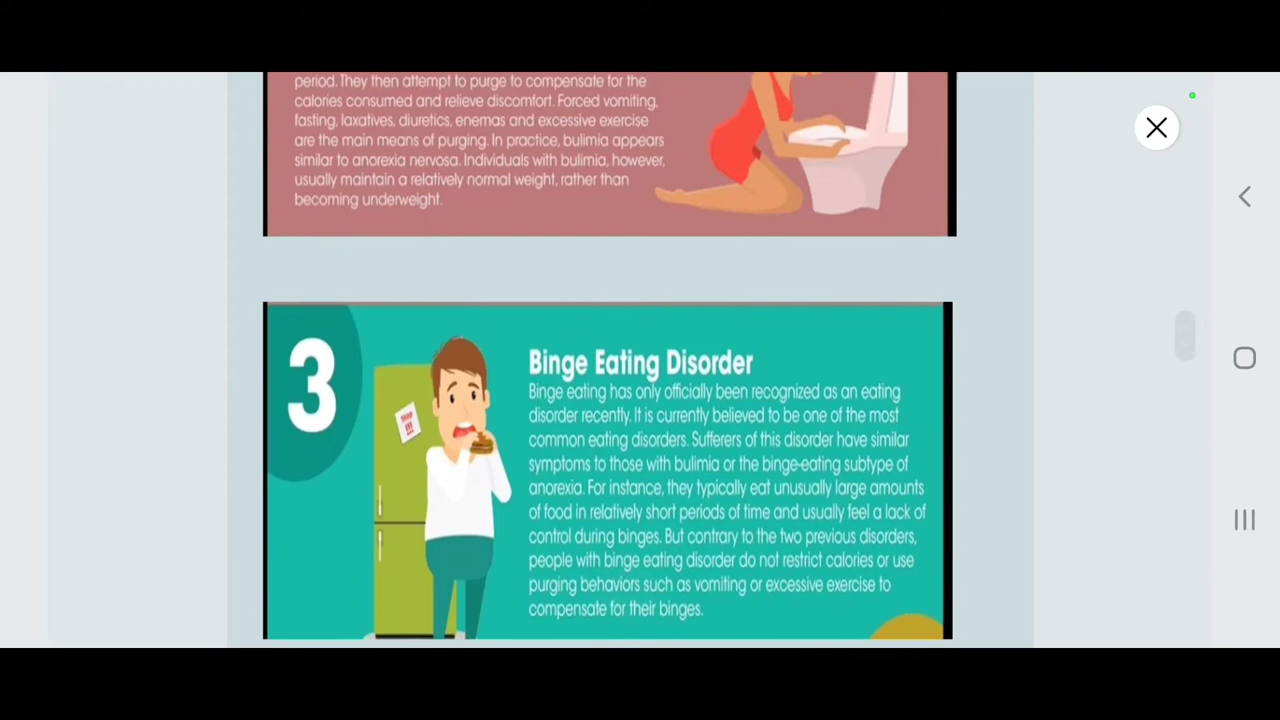 period. They then attempt to purge to compensate for the
calories consumed and relieve discomfort. Forced vomiting,
fasting, laxatives, diuretics, enemas and excessive exercise
are the main means of purging. In practice, bulimia appears
similar to anorexia nervosa. Individuals with bulimia, however,
usually maintain a relatively normal weight, rather than
becoming underweight.
3
STOP
!!!
Binge Eating Disorder
Binge eating has only officially been recognized as an eating
disorder recently. It is currently believed to be one of the most
common eating disorders. Sufferers of this disorder have similar
symptoms to those with bulimia or the binge-eating subtype of
anorexia. For instance, they typically eat unusually large amounts
of food in relatively short periods of time and usually feel a lack of
control during binges. But contrary to the two previous disorders,
people with binge eating disorder do not restrict calories or use
purging behaviors such as vomiting or excessive exercise to
compensate for their binges.